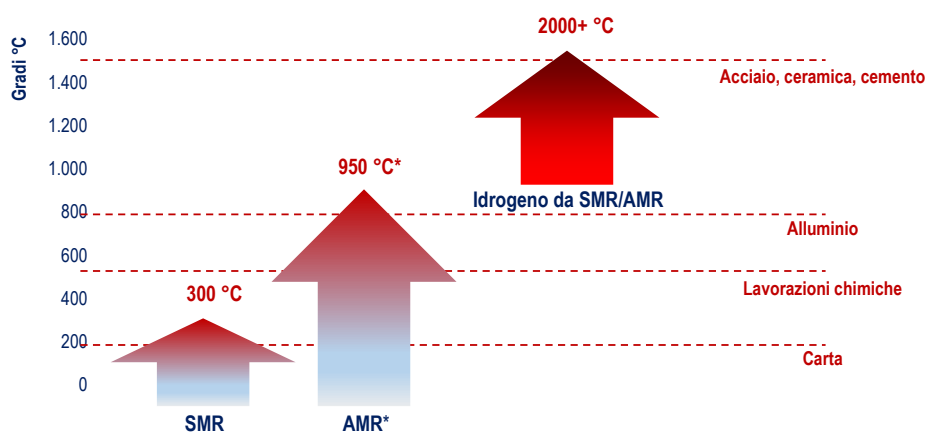 Gradi °C
1.600
1.400
1.200
1.000
800
600
400
200
0
2000+ °C
Acciaio, ceramica, cemento
950 °C*
Idrogeno da SMR/AMR
Alluminio
Lavorazioni chimiche
300 °C
Carta
SMR
AMR*